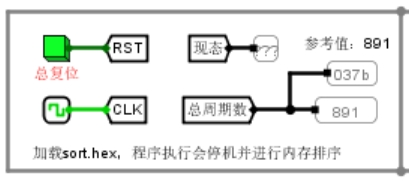 RST
现态
???
参考值：891
总复位
037b
CLK
总周期数
891
加载sort.hex，程序执行会停机并进行内存排序